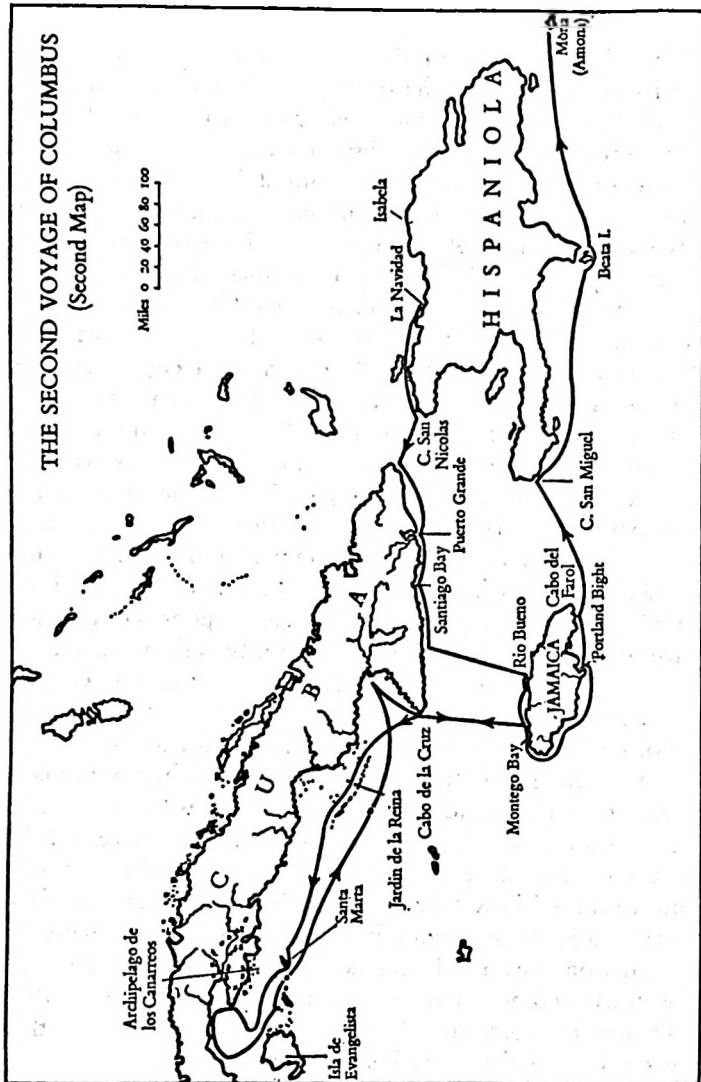 THE SECOND VOYAGE OF COLUMBUS
(Second Map)
Miles 0 20 40 60 80 100
Archipelago de
los Canarreos
C U B A
Isla de
Evangelista
Santa
Marta
Jardin de la Reina
Cabo de la Cruz
Santiago Bay
Puerto Grande
C. San
Nicolas
La Navidad
Isabela
HISPANIOLA
Montego Bay
Rio Bueno
JAMAICA
Cabo del
Farol
Portland Bight
C. San Miguel
Beata I.
Mona
(Amona)